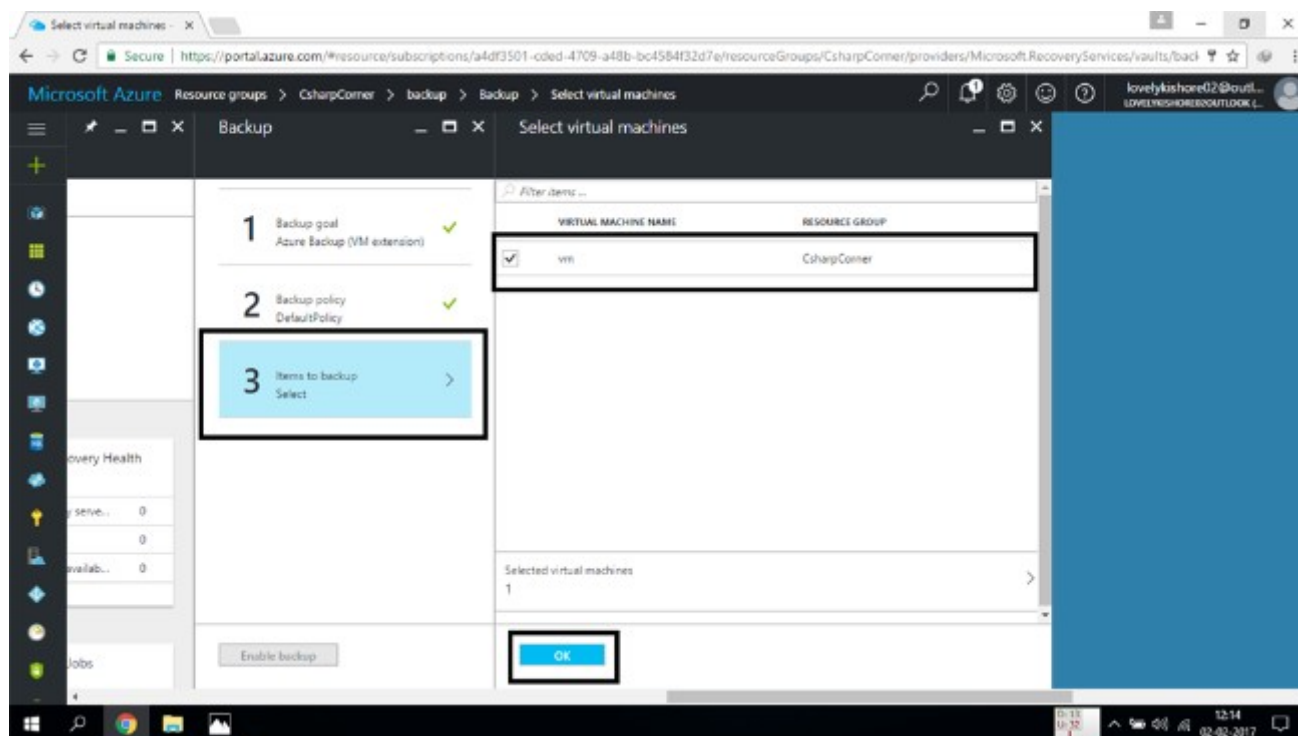 Select virtual machines -
Secure | https://portal.azure.com/#resource/subscriptions/a4df3501-cded-4709-a48b-bc4584f32d7e/resourceGroups/CsharpCorner/providers/Microsoft.RecoveryServices/vaults/back
Microsoft Azure Resource groups > CsharpCorner > backup > Backup > Select virtual machines
lovelykishore02@outl...
Backup
Select virtual machines
Filter items ...
VIRTUAL MACHINE NAME RESOURCE GROUP
1 Backup goal
Azure Backup (VM extension)
vm CsharpCorner
2 Backup policy
DefaultPolicy
3 Items to backup
Select
overy Health
y serve... 0
0
availab... 0
Selected virtual machines
1
Jobs
Enable backup
OK
12:14
02-02-2017